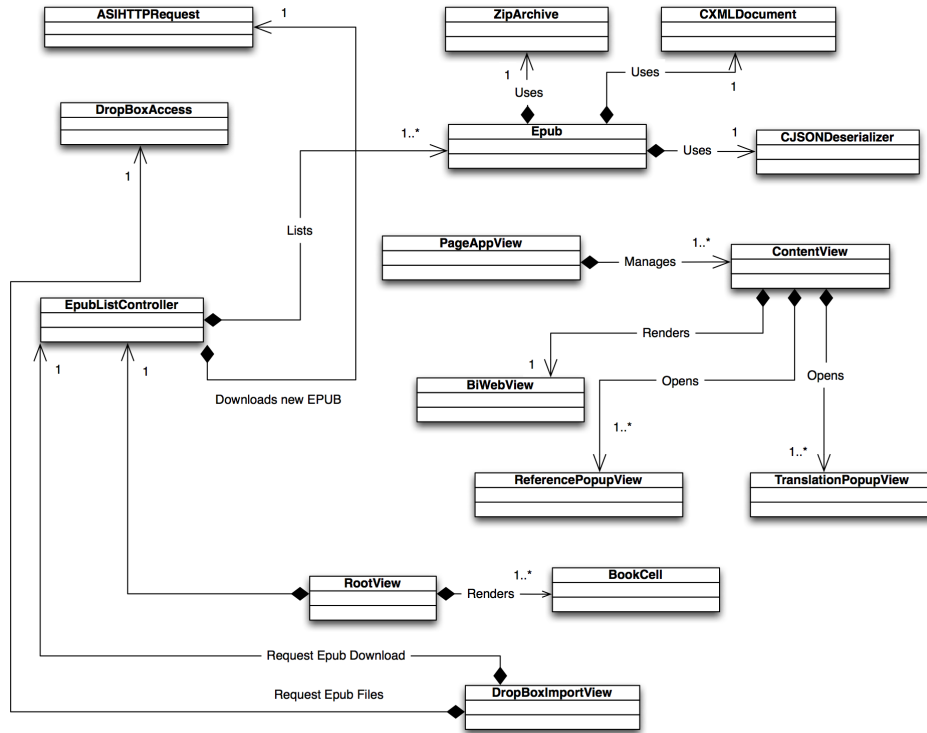 ASIHTTPRequest
1
ZipArchive
CXMLDocument
1
Uses
Uses
1
DropBoxAccess
1
1..*
Epub
Uses
1
CJSONDeserializer
Lists
PageAppView
Manages
1..*
ContentView
EpubListController
1
1
Downloads new EPUB
Renders
1
BiWebView
Opens
1..*
Opens
1..*
ReferencePopupView
TranslationPopupView
RootView
Renders
1..*
BookCell
Request Epub Download
Request Epub Files
DropBoxImportView